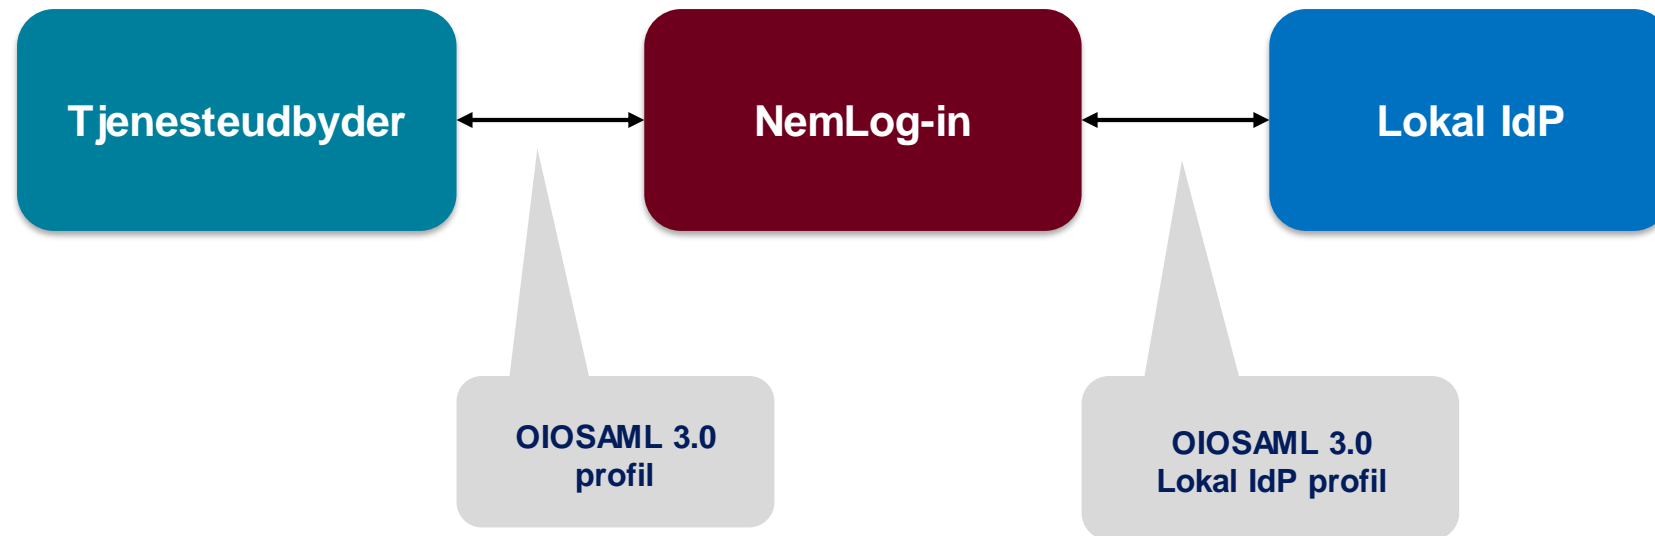 Tjenesteudbyder
NemLog-in
Lokal IdP
OIOSAML 3.0
profil
OIOSAML 3.0
Lokal IdP profil